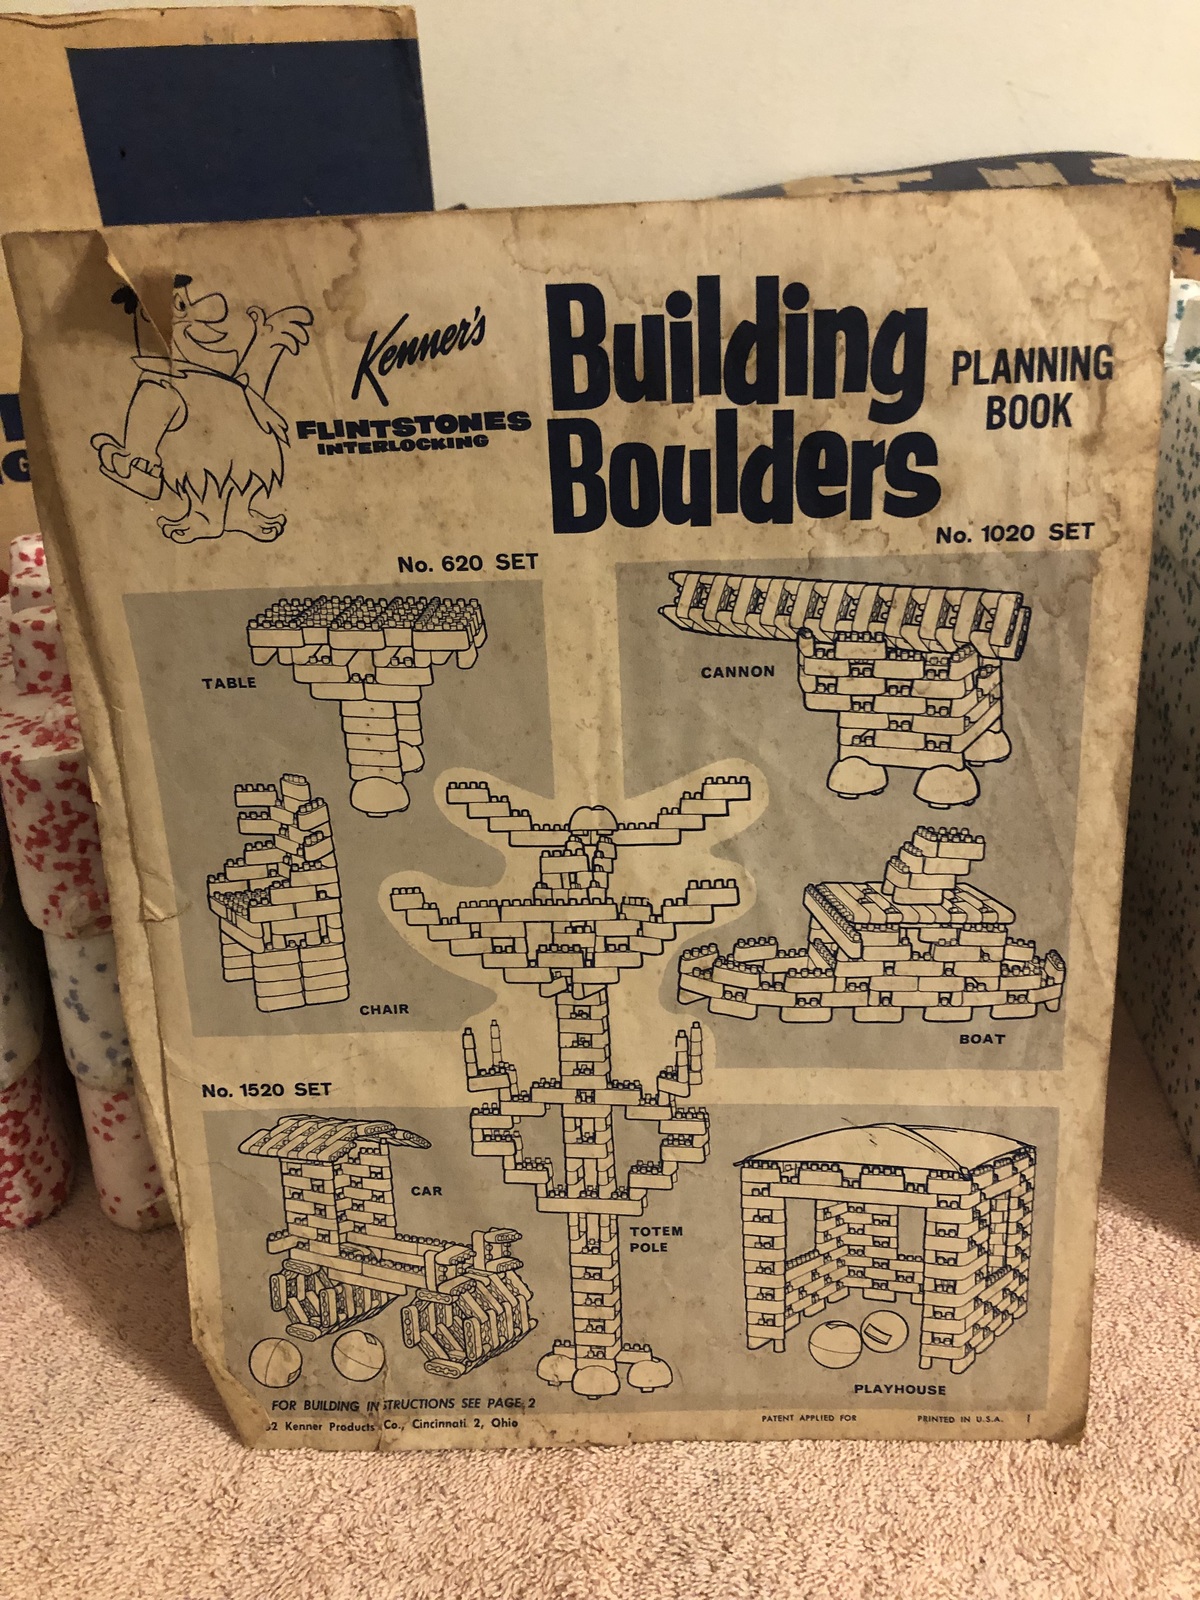 Kenner's
FLINTSTONES
INTERLOCKING
Building
Boulders
PLANNING
BOOK
No. 620 SET
No. 1020 SET
TABLE
CANNON
CHAIR
BOAT
No. 1520 SET
CAR
TOTEM
POLE
PLAYHOUSE
FOR BUILDING INSTRUCTIONS SEE PAGE 2
2 Kenner Products Co., Cincinnati 2, Ohio
PATENT APPLIED FOR
PRINTED IN U.S.A.